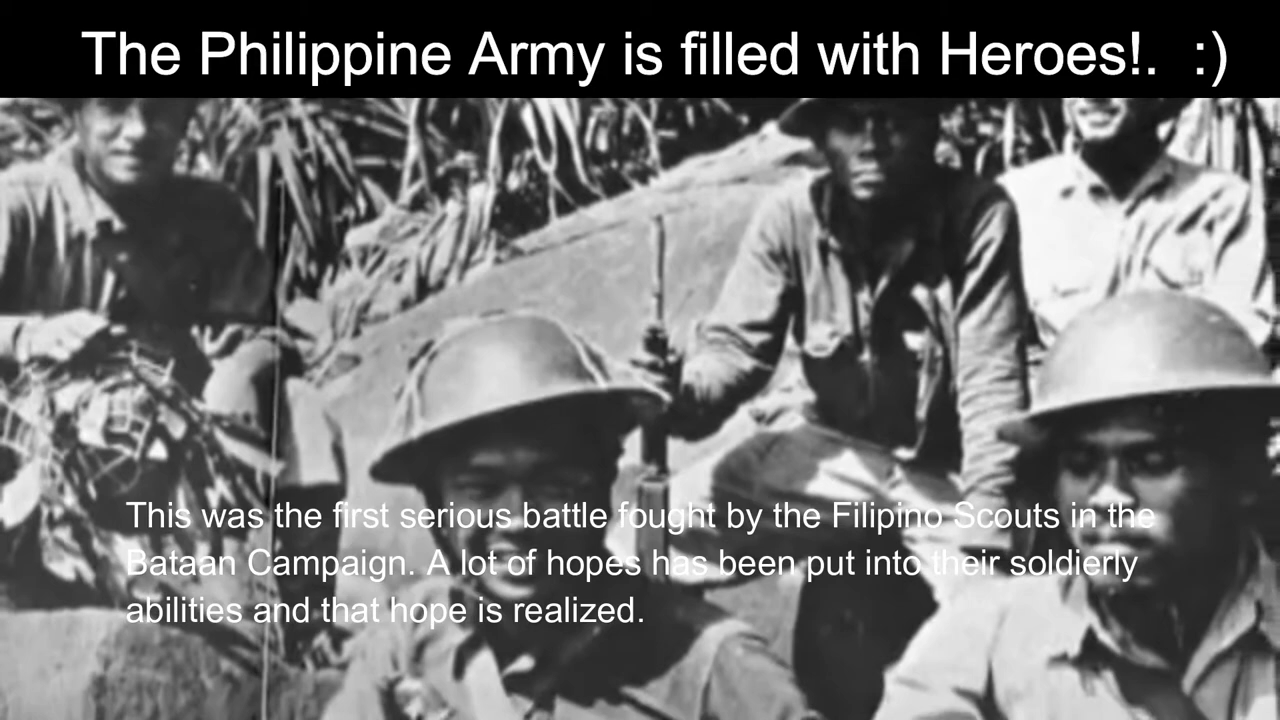 The Philippine Army is filled with Heroes!.  :)
This was the first serious battle fought by the Filipino Scouts in the
Bataan Campaign. A lot of hopes has been put into their soldierly
abilities and that hope is realized.